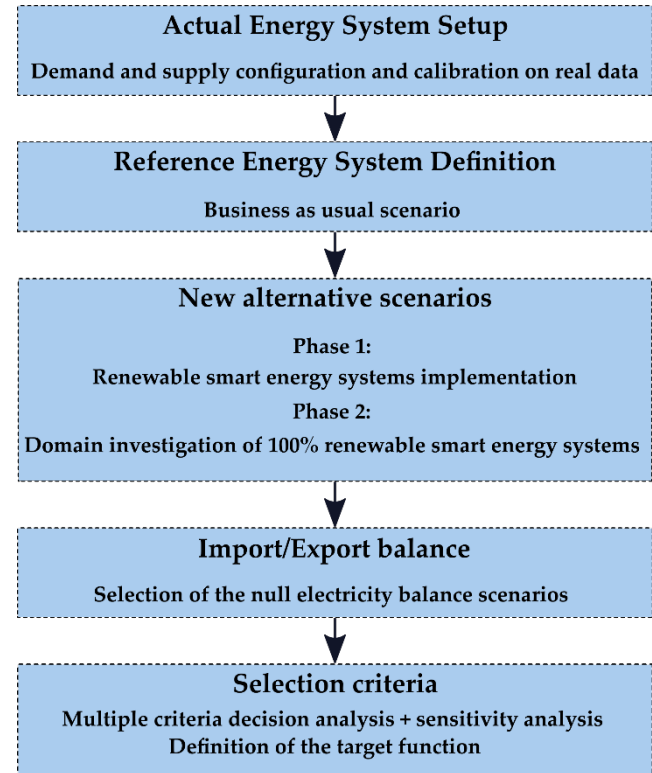 Actual Energy System Setup
Demand and supply configuration and calibration on real data
Reference Energy System Definition
Business as usual scenario
New alternative scenarios
Phase 1:
Renewable smart energy systems implementation
Phase 2:
Domain investigation of 100% renewable smart energy systems
Import/Export balance
Selection of the null electricity balance scenarios
Selection criteria
Multiple criteria decision analysis + sensitivity analysis
Definition of the target function